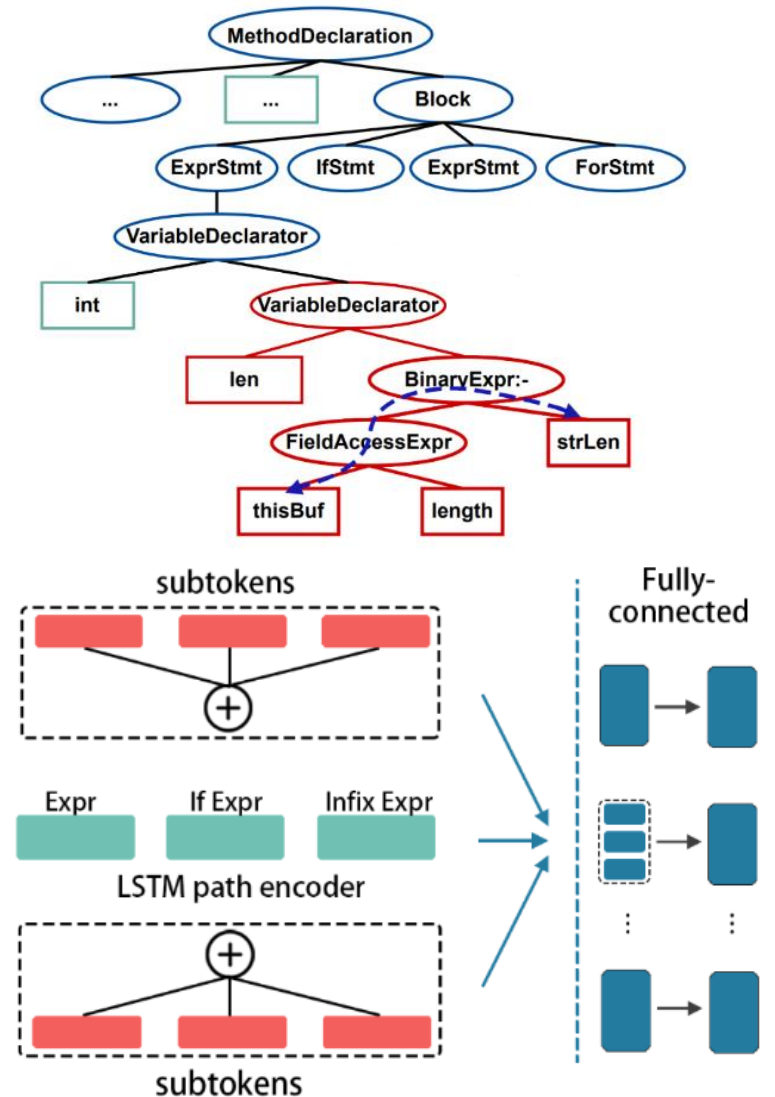 MethodDeclaration
...
...
Block
ExprStmt
IfStmt
ExprStmt
ForStmt
VariableDeclarator
int
VariableDeclarator
len
BinaryExpr:-
FieldAccessExpr
strLen
thisBuf
length
subtokens
Fully-
connected
Expr
If Expr
Infix Expr
LSTM path encoder
subtokens